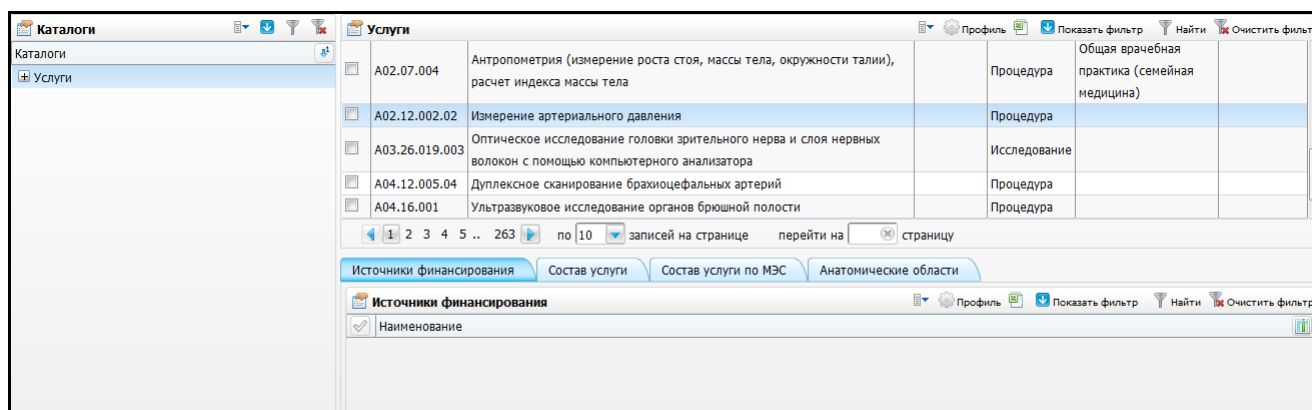 Каталоги
Каталоги
Услуги
Услуги
Профиль Показать фильтр Найти Очистить фильт
A02.07.004 Антропометрия (измерение роста стоя, массы тела, окружности талии), расчет индекса массы тела Процедура Общая врачебная практика (семейная медицина)
A02.12.002.02 Измерение артериального давления Процедура
A03.26.019.003 Оптическое исследование головки зрительного нерва и слоя нервных волокон с помощью компьютерного анализатора Исследование
A04.12.005.04 Дуплексное сканирование брахиоцефальных артерий Процедура
A04.16.001 Ультразвуковое исследование органов брюшной полости Процедура
1 2 3 4 5 .. 263 по 10 записей на странице перейти на страницу
Источники финансирования Состав услуги Состав услуги по МЭС Анатомические области
Источники финансирования Профиль Показать фильтр Найти Очистить фильтр
Наименование